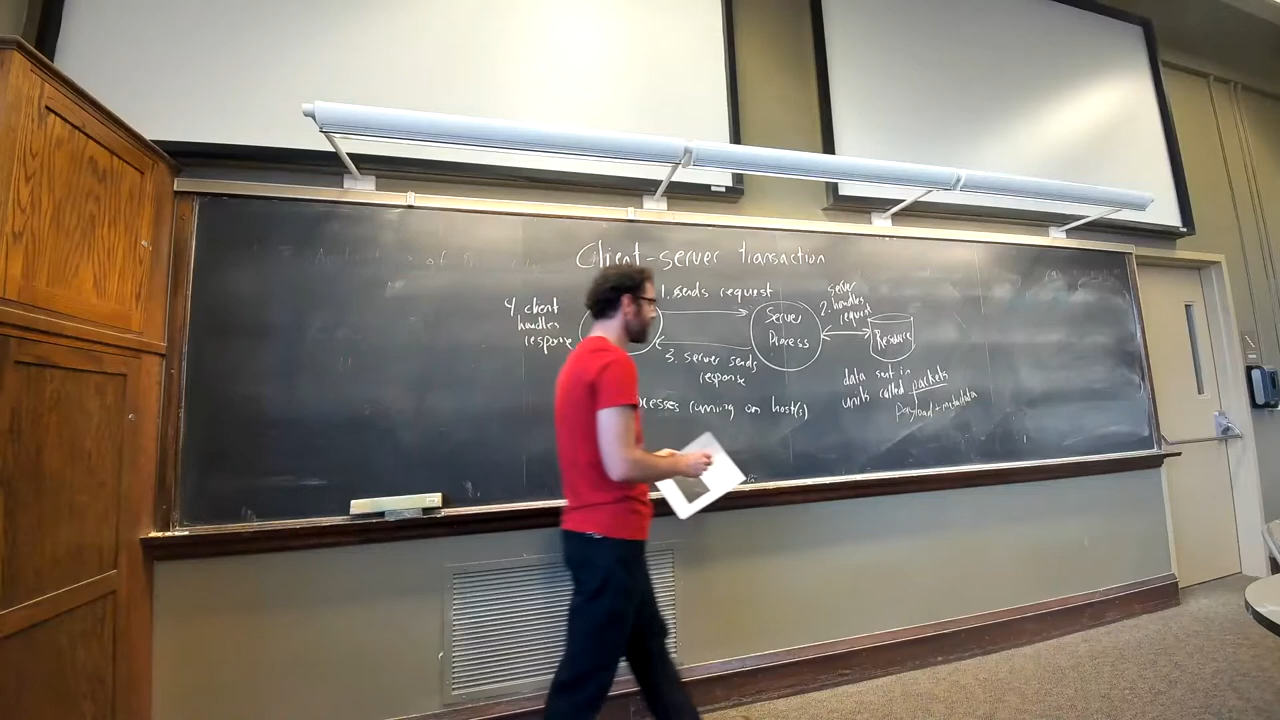 Client-server transaction
1. sends request
4. client
handles
response
Server
Process
server
2. handles
request
Resource
3. server sends
response
data sent in
units called packets
payload + metadata
running on host(s)